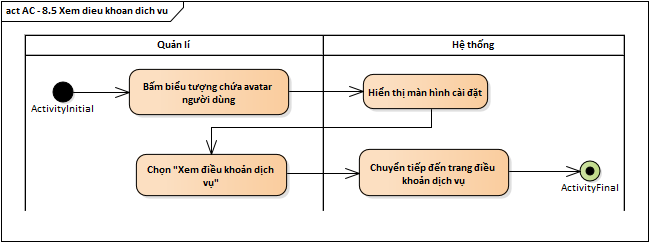 act AC - 8.5 Xem dieu khoan dich vu
Quản lí
Hệ thống
ActivityInitial
Bấm biểu tượng chứa avatar
người dùng
Hiển thị màn hình cài đặt
Chọn "Xem điều khoản dịch
vụ"
Chuyển tiếp đến trang điều
khoản dịch vụ
ActivityFinal